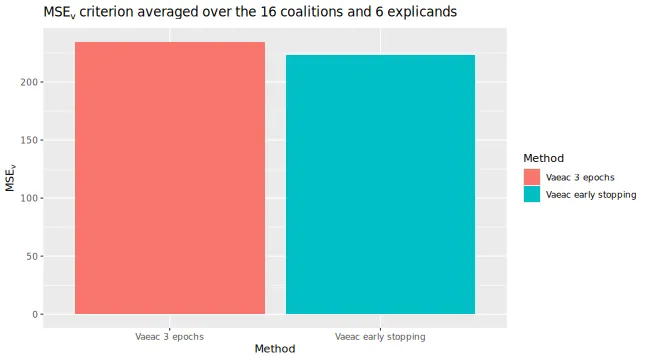 MSEv criterion averaged over the 16 coalitions and 6 explicands
MSEv
200
150
100
50
0
Vaeac 3 epochs
Vaeac early stopping
Method
Method
Vaeac 3 epochs
Vaeac early stopping